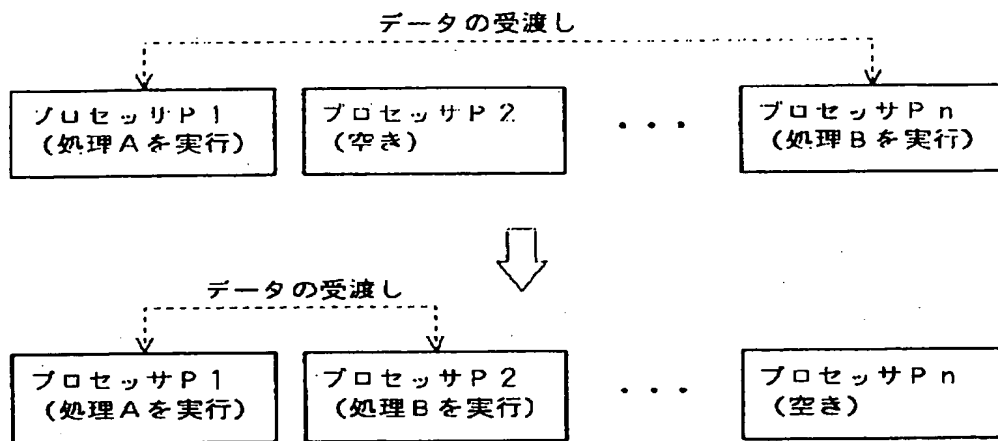 データの受渡し
プロセッサP1
(処理Aを実行)
プロセッサP2
(空き)
・・・
プロセッサPn
(処理Bを実行)
データの受渡し
プロセッサP1
(処理Aを実行)
プロセッサP2
(処理Bを実行)
・・・
プロセッサPn
(空き)